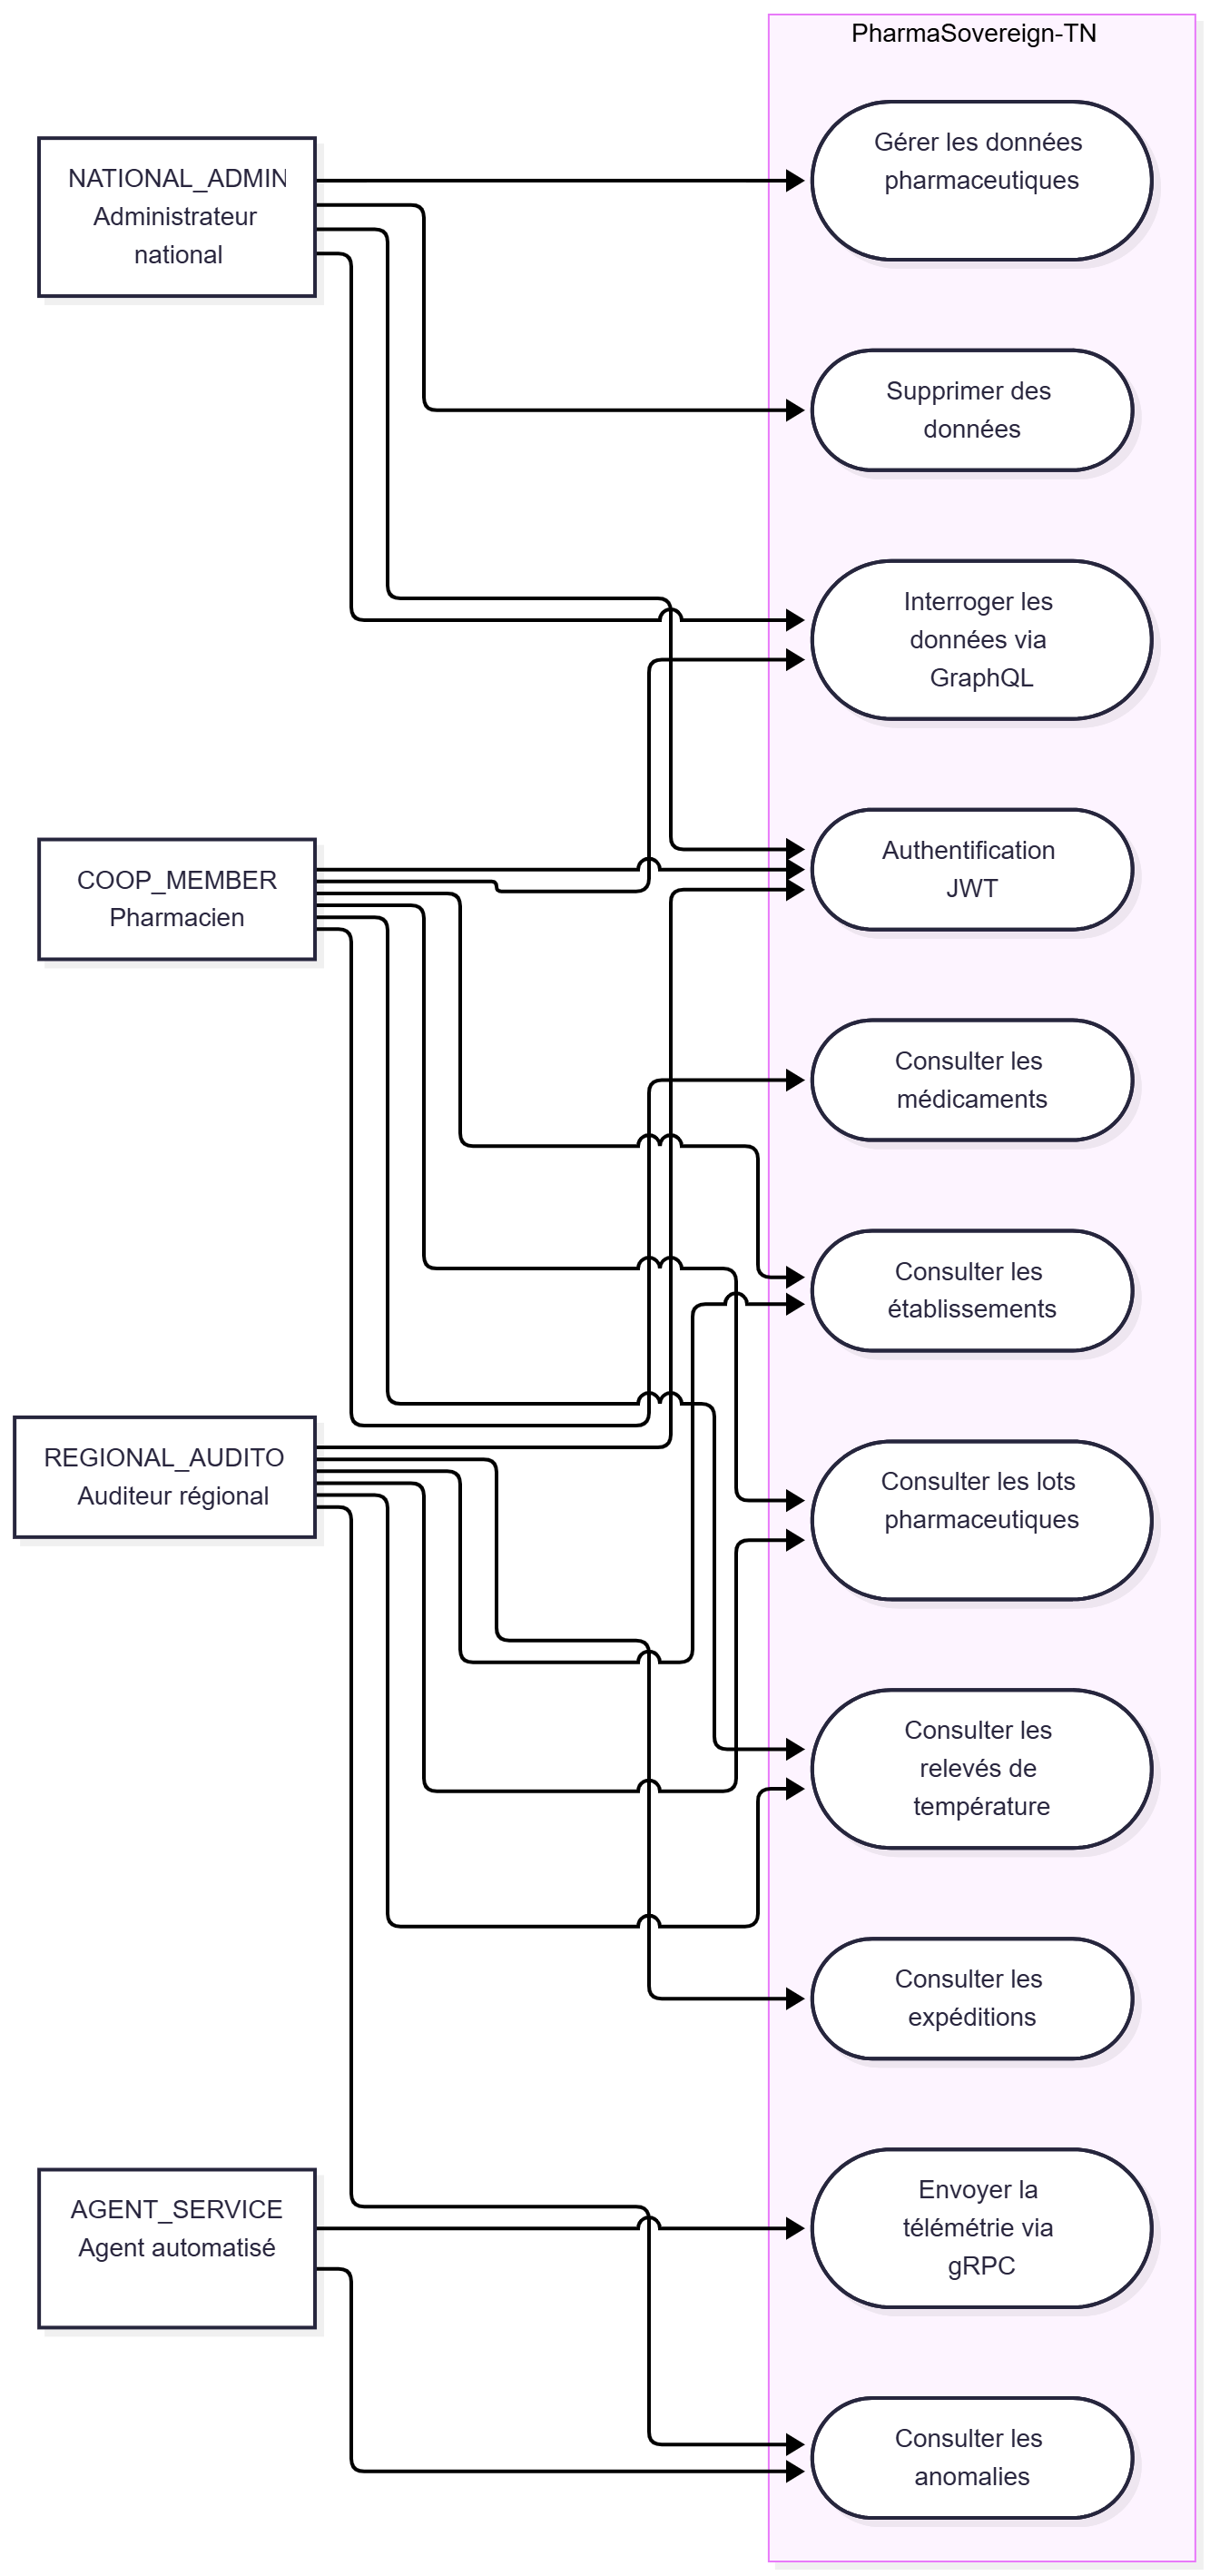 PharmaSovereign-TN
NATIONAL_ADMIN
Administrateur
national
Gérer les données
pharmaceutiques
Supprimer des
données
Interroger les
données via
GraphQL
COOP_MEMBER
Pharmacien
Authentification
JWT
Consulter les
médicaments
Consulter les
établissements
REGIONAL_AUDITO
Auditeur régional
Consulter les lots
pharmaceutiques
Consulter les
relevés de
température
Consulter les
expéditions
AGENT_SERVICE
Agent automatisé
Envoyer la
télémétrie via
gRPC
Consulter les
anomalies